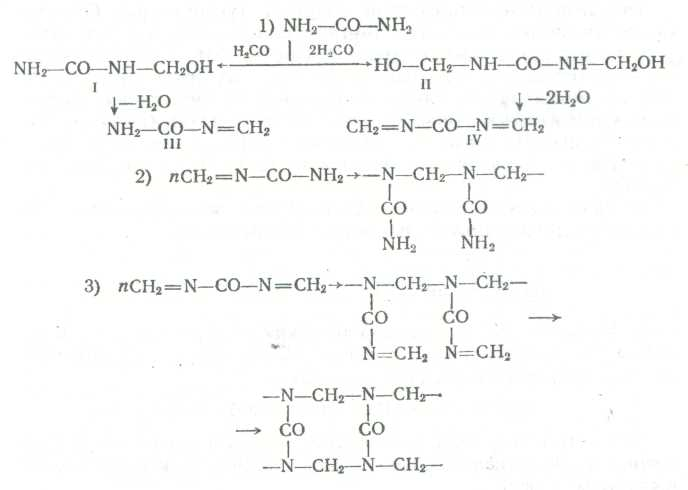 1) NH₂—CO—NH₂
H₂CO 2H₂CO
NH₂—CO—NH—CH₂OH HO—CH₂—NH—CO—NH—CH₂OH
I II
—H₂O —2H₂O
NH₂—CO—N=CH₂ CH₂=N—CO—N=CH₂
III IV
2) nCH₂=N—CO—NH₂→—N—CH₂—N—CH₂—
CO CO
NH₂ NH₂
3) nCH₂=N—CO—N=CH₂→—N—CH₂—N—CH₂—
CO CO →
N=CH₂ N=CH₂
—N—CH₂—N—CH₂—
→ CO CO
—N—CH₂—N—CH₂—